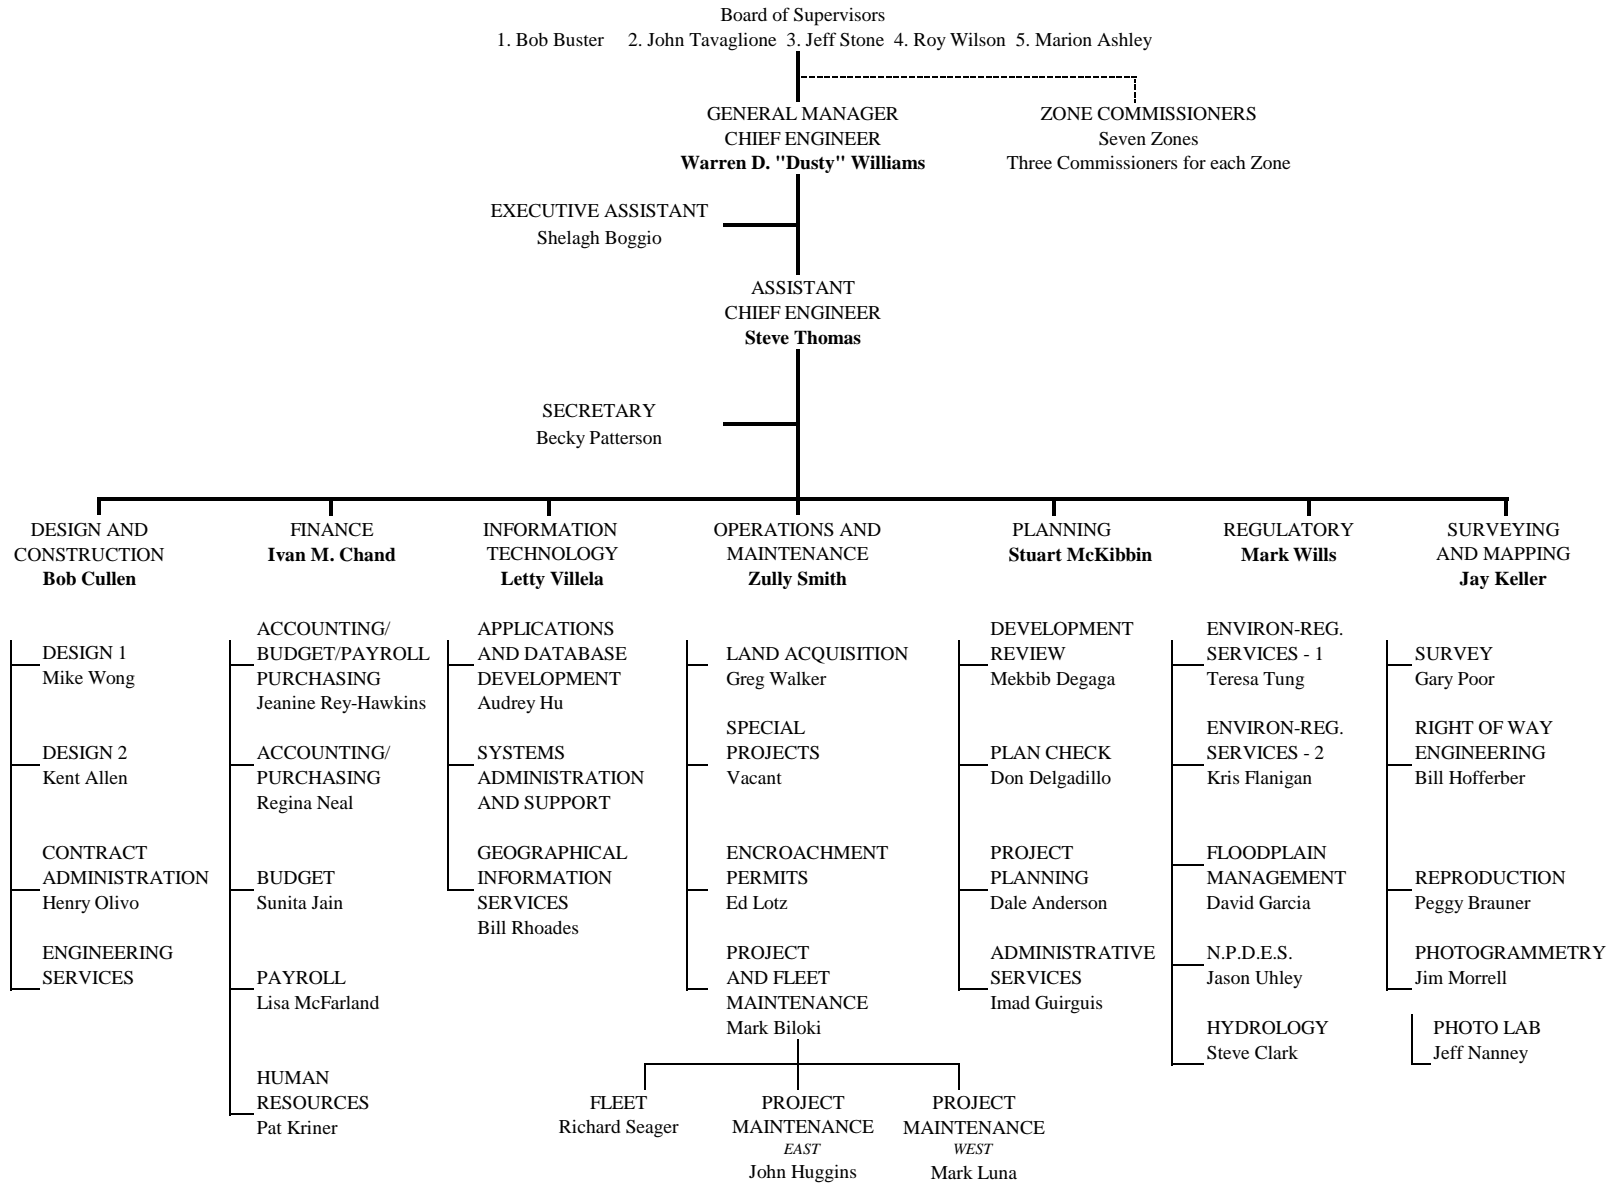 Board of Supervisors
1. Bob Buster 2. John Tavaglione 3. Jeff Stone 4. Roy Wilson 5. Marion Ashley
GENERAL MANAGER
CHIEF ENGINEER
Warren D. "Dusty" Williams
ZONE COMMISSIONERS
Seven Zones
Three Commissioners for each Zone
EXECUTIVE ASSISTANT
Shelagh Boggio
ASSISTANT
CHIEF ENGINEER
Steve Thomas
SECRETARY
Becky Patterson
DESIGN AND
CONSTRUCTION
Bob Cullen
DESIGN 1
Mike Wong
DESIGN 2
Kent Allen
CONTRACT
ADMINISTRATION
Henry Olivo
ENGINEERING
SERVICES
FINANCE
Ivan M. Chand
ACCOUNTING/
BUDGET/PAYROLL
PURCHASING
Jeanine Rey-Hawkins
ACCOUNTING/
PURCHASING
Regina Neal
BUDGET
Sunita Jain
PAYROLL
Lisa McFarland
HUMAN
RESOURCES
Pat Kriner
INFORMATION
TECHNOLOGY
Letty Villela
APPLICATIONS
AND DATABASE
DEVELOPMENT
Audrey Hu
SYSTEMS
ADMINISTRATION
AND SUPPORT
GEOGRAPHICAL
INFORMATION
SERVICES
Bill Rhoades
OPERATIONS AND
MAINTENANCE
Zully Smith
LAND ACQUISITION
Greg Walker
SPECIAL
PROJECTS
Vacant
ENCROACHMENT
PERMITS
Ed Lotz
PROJECT
AND FLEET
MAINTENANCE
Mark Biloki
FLEET
Richard Seager
PROJECT
MAINTENANCE
EAST
John Huggins
PROJECT
MAINTENANCE
WEST
Mark Luna
PLANNING
Stuart McKibbin
DEVELOPMENT
REVIEW
Mekbib Degaga
PLAN CHECK
Don Delgadillo
PROJECT
PLANNING
Dale Anderson
ADMINISTRATIVE
SERVICES
Imad Guirguis
REGULATORY
Mark Wills
ENVIRON-REG.
SERVICES - 1
Teresa Tung
ENVIRON-REG.
SERVICES - 2
Kris Flanigan
FLOODPLAIN
MANAGEMENT
David Garcia
N.P.D.E.S.
Jason Uhley
HYDROLOGY
Steve Clark
SURVEYING
AND MAPPING
Jay Keller
SURVEY
Gary Poor
RIGHT OF WAY
ENGINEERING
Bill Hofferber
REPRODUCTION
Peggy Brauner
PHOTOGRAMMETRY
Jim Morrell
PHOTO LAB
Jeff Nanney